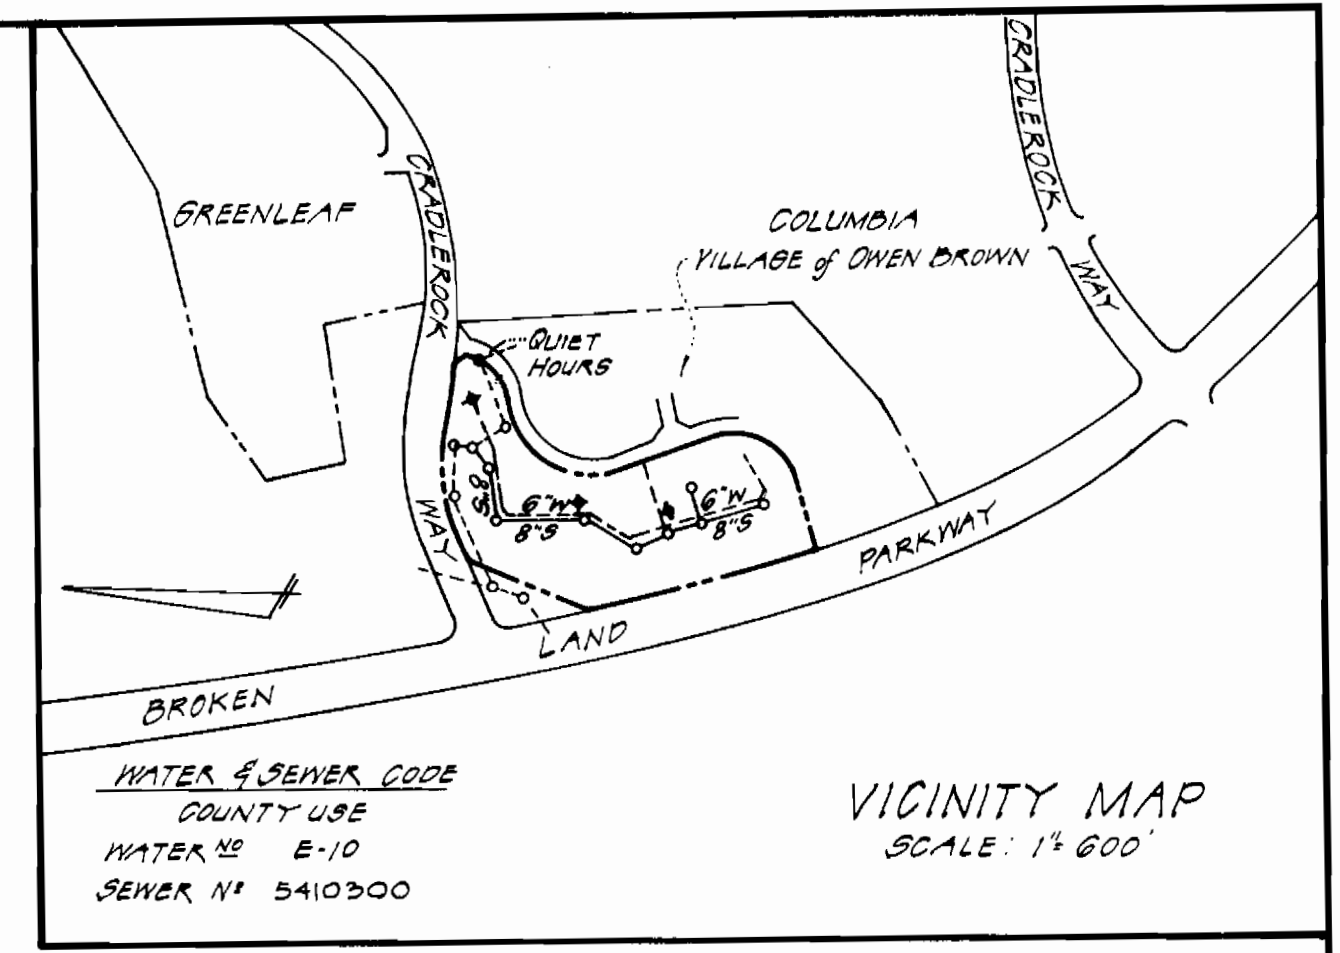 CRADLEROCK
WAY
GREENLEAF
CRADLEROCK
WAY
COLUMBIA
VILLAGE of OWEN BROWN
QUIET
HOURS
8"S
6"W
8"S
6"W
8"S
BROKEN
LAND
PARKWAY
WATER & SEWER CODE
COUNTY USE
WATER NO E-10
SEWER No 5410300
VICINITY MAP
SCALE: 1"= 600'